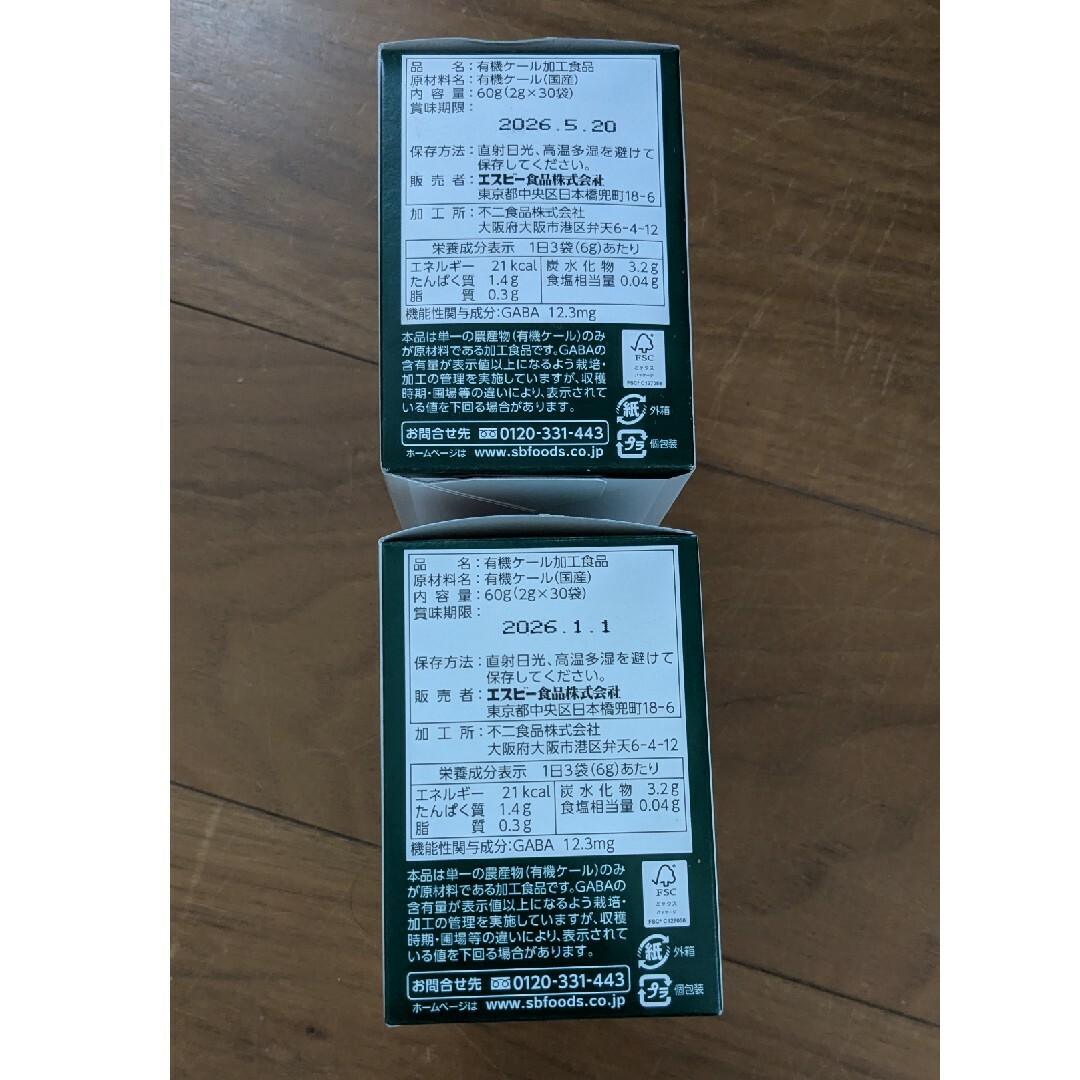 品名:有機ケール加工食品
原材料名:有機ケール(国産)
内容量:60g(2g×30袋)
賞味期限:
2026.5.20
保存方法:直射日光、高温多湿を避けて
保存してください。
販売者:エスビー食品株式会社
東京都中央区日本橋兜町18-6
加工所:不二食品株式会社
大阪府大阪市港区弁天6-4-12
栄養成分表示 1日3袋(6g)あたり
エネルギー 21kcal 炭水化物 3.2g
たんぱく質 1.4g 食塩相当量 0.04g
脂質 0.3g
機能性関与成分:GABA 12.3mg
本品は単一の農産物(有機ケール)のみ
が原材料である加工食品です。GABAの
含有量が表示値以上になるよう栽培・
加工の管理を実施していますが、収穫
時期・圃場等の違いにより、表示されて
いる値を下回る場合があります。
FSC
ミックス
パッケージ
紙 外箱
プラ 個包装
お問合せ先 0120-331-443
ホームページは www.sbfoods.co.jp
品名:有機ケール加工食品
原材料名:有機ケール(国産)
内容量:60g(2g×30袋)
賞味期限:
2026.1.1
保存方法:直射日光、高温多湿を避けて
保存してください。
販売者:エスビー食品株式会社
東京都中央区日本橋兜町18-6
加工所:不二食品株式会社
大阪府大阪市港区弁天6-4-12
栄養成分表示 1日3袋(6g)あたり
エネルギー 21kcal 炭水化物 3.2g
たんぱく質 1.4g 食塩相当量 0.04g
脂質 0.3g
機能性関与成分:GABA 12.3mg
本品は単一の農産物(有機ケール)のみ
が原材料である加工食品です。GABAの
含有量が表示値以上になるよう栽培・
加工の管理を実施していますが、収穫
時期・圃場等の違いにより、表示されて
いる値を下回る場合があります。
FSC
ミックス
パッケージ
紙 外箱
プラ 個包装
お問合せ先 0120-331-443
ホームページは www.sbfoods.co.jp